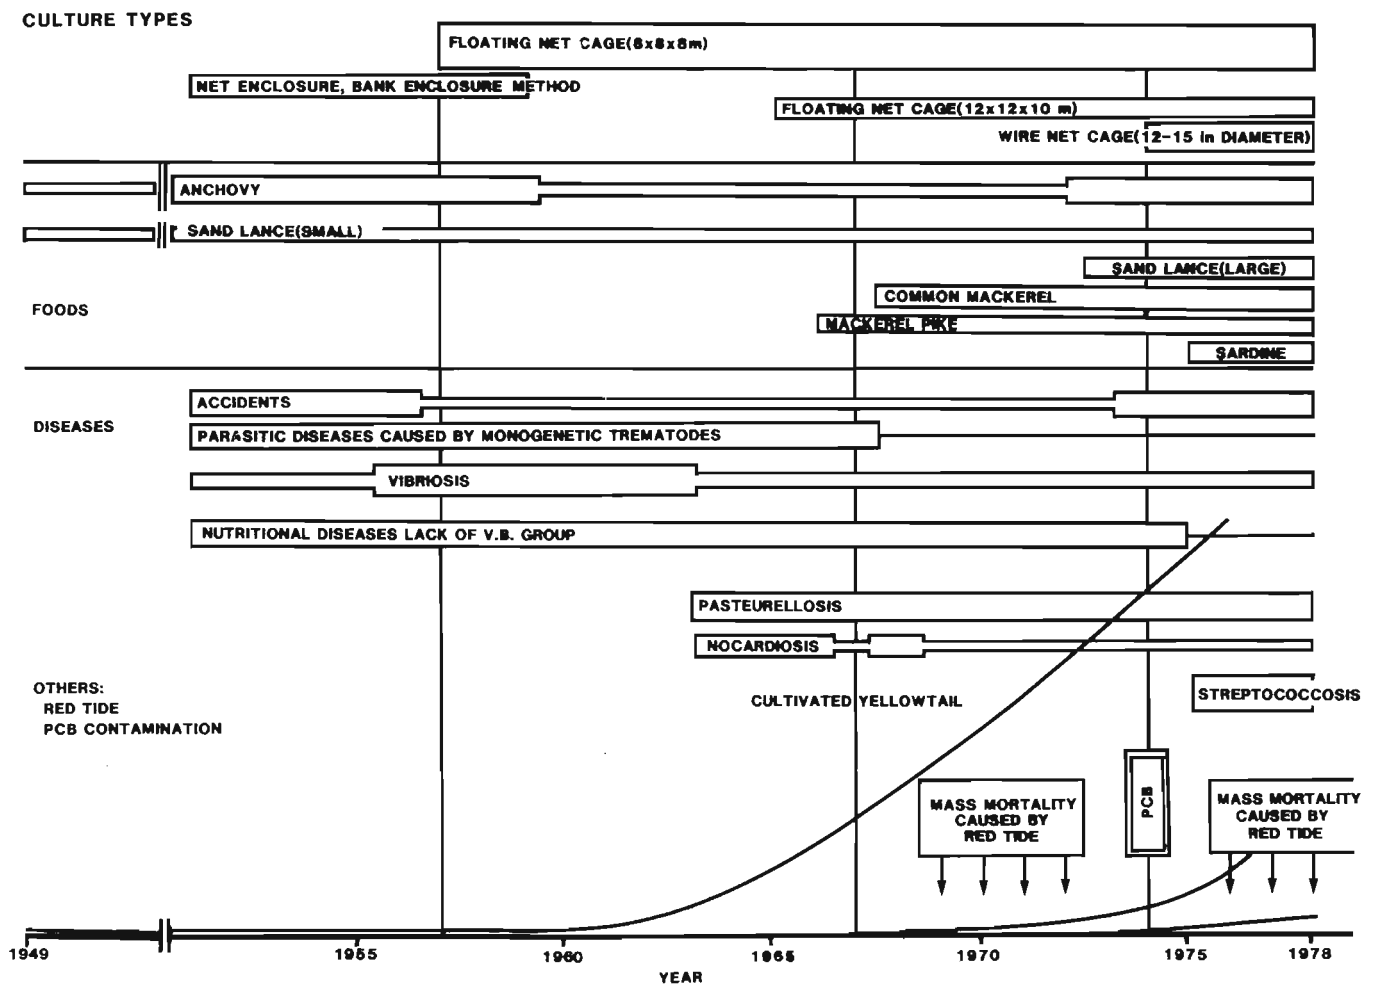 CULTURE TYPES
FLOATING NET CAGE(8x8x8m)
NET ENCLOSURE, BANK ENCLOSURE METHOD
FLOATING NET CAGE(12x12x10 m)
WIRE NET CAGE(12-15 in DIAMETER)
ANCHOVY
SAND LANCE(SMALL)
SAND LANCE(LARGE)
COMMON MACKEREL
FOODS
MACKEREL PIKE
SARDINE
ACCIDENTS
DISEASES
PARASITIC DISEASES CAUSED BY MONOGENETIC TREMATODES
VIBRIOSIS
NUTRITIONAL DISEASES LACK OF V.B. GROUP
PASTEURELLOSIS
NOCARDIOSIS
OTHERS:
RED TIDE
PCB CONTAMINATION
CULTIVATED YELLOWTAIL
STREPTOCOCCOSIS
MASS MORTALITY
CAUSED BY
RED TIDE
PCB
MASS MORTALITY
CAUSED BY
RED TIDE
1949 1955 1960 1965 1970 1975 1978
YEAR